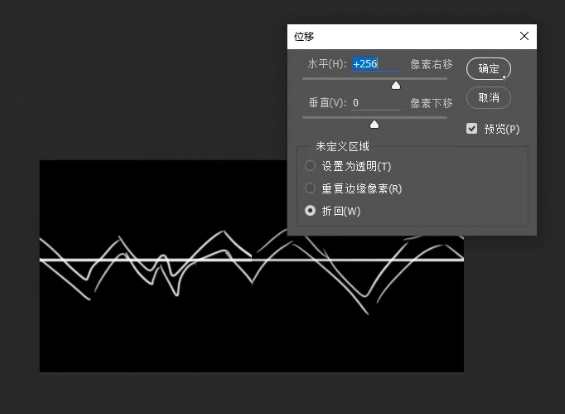 位移
水平(H): +256 像素右移
确定
垂直(V): 0 像素下移
取消
预览(P)
未定义区域
设置为透明(T)
重复边缘像素(R)
折回(W)